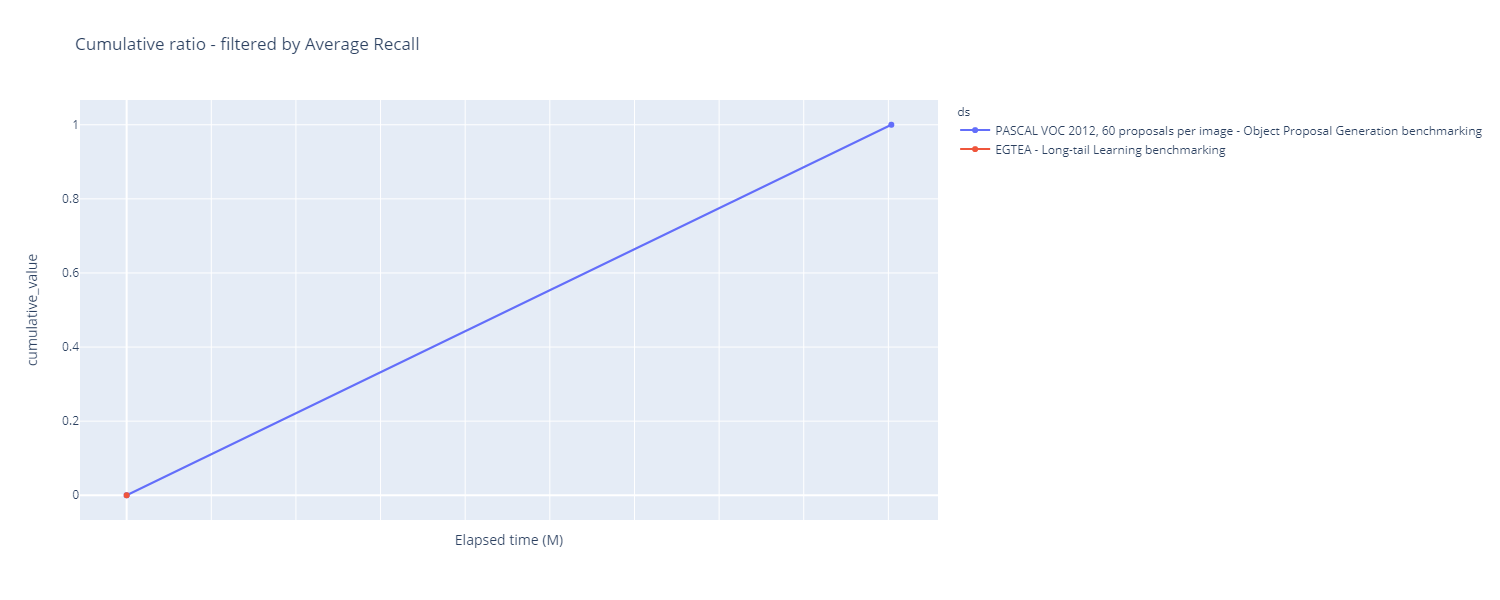 Cumulative ratio - filtered by Average Recall
ds
PASCAL VOC 2012, 60 proposals per image - Object Proposal Generation benchmarking
EGTEA - Long-tail Learning benchmarking
cumulative_value
1
0.8
0.6
0.4
0.2
0
Elapsed time (M)